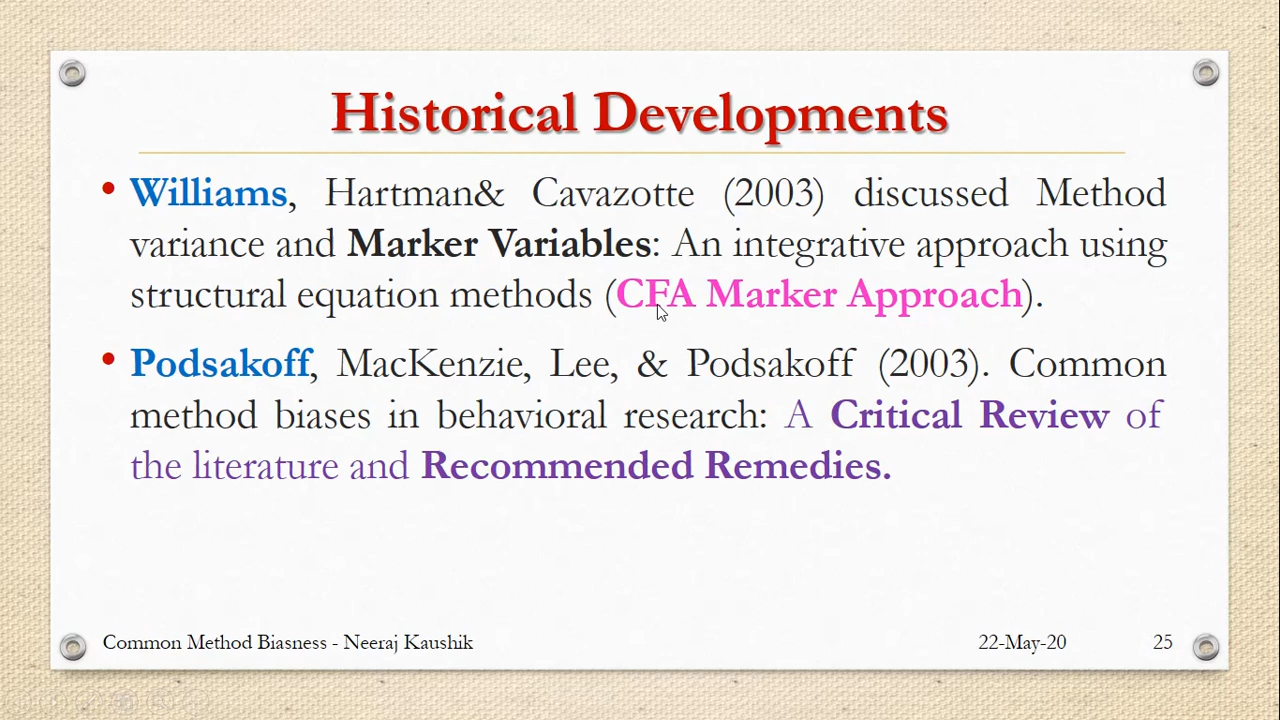 Historical Developments
• Williams, Hartman& Cavazotte (2003) discussed Method
variance and Marker Variables: An integrative approach using
structural equation methods (CFA Marker Approach).
• Podsakoff, MacKenzie, Lee, & Podsakoff (2003). Common
method biases in behavioral research: A Critical Review of
the literature and Recommended Remedies.
Common Method Biasness - Neeraj Kaushik 22-May-20 25